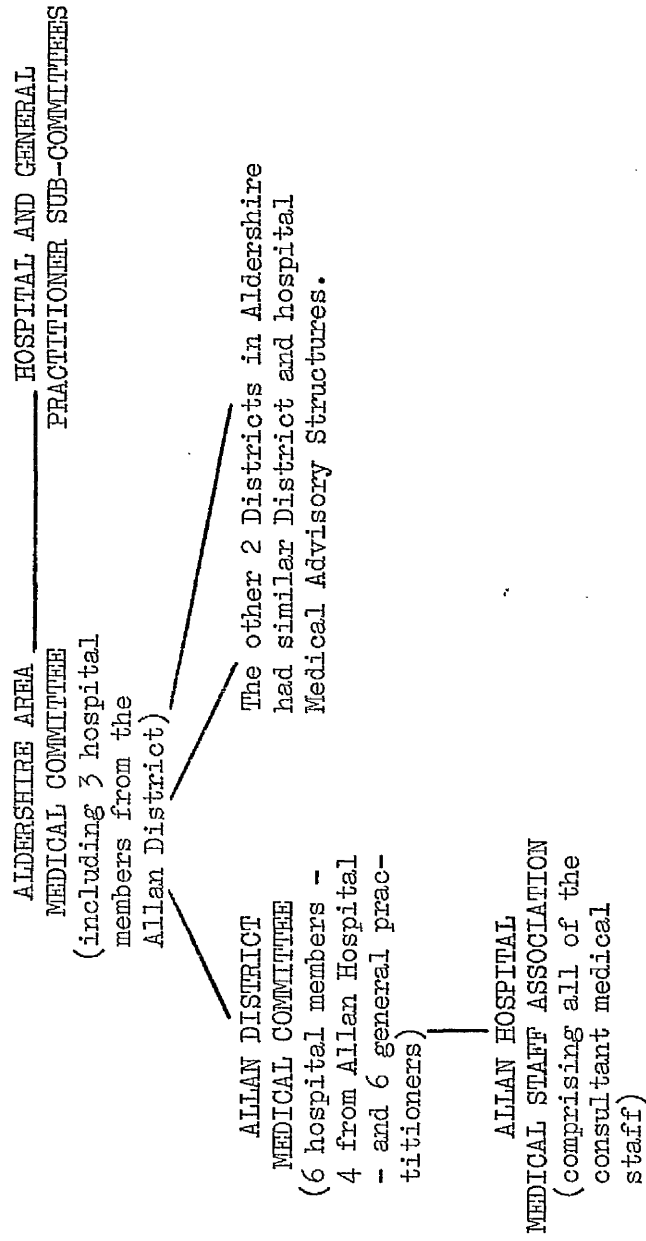 ALDERSHIRE AREA
MEDICAL COMMITTEE
(including 3 hospital
members from the
Allan District)
HOSPITAL AND GENERAL
PRACTITIONER SUB-COMMITTEES
ALLAN DISTRICT
MEDICAL COMMITTEE
(6 hospital members -
4 from Allan Hospital
- and 6 general prac-
titioners)
The other 2 Districts in Aldershire
had similar District and hospital
Medical Advisory Structures.
ALLAN HOSPITAL
MEDICAL STAFF ASSOCIATION
(comprising all of the
consultant medical
staff)